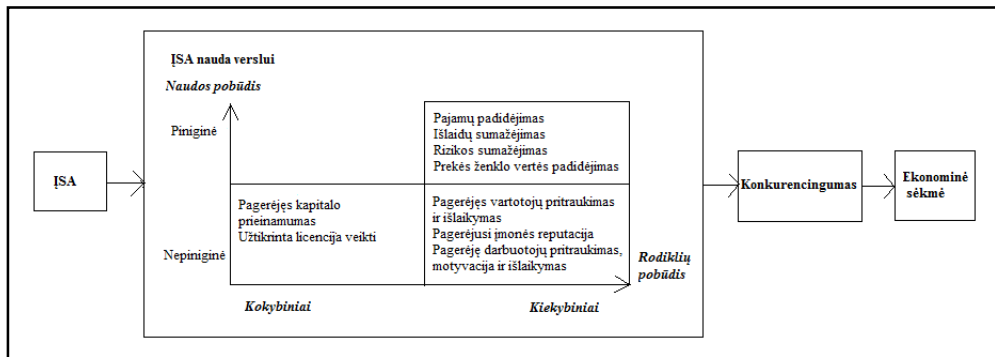 ĮSA nauda verslui
Naudos pobūdis
Piniginė
Pajamų padidėjimas
Išlaidų sumažėjimas
Rizikos sumažėjimas
Prekės ženklo vertės padidėjimas
ĮSA
Konkurencingumas
Ekonominė
sėkmė
Pagerėjęs kapitalo
prieinamumas
Užtikrinta licencija veikti
Pagerėjęs vartotojų pritraukimas
ir išlaikymas
Pagerėjusi įmonės reputacija
Pagerėję darbuotojų pritraukimas,
motyvacija ir išlaikymas
Nepiniginė
Rodiklių
pobūdis
Kokybiniai
Kiekybiniai